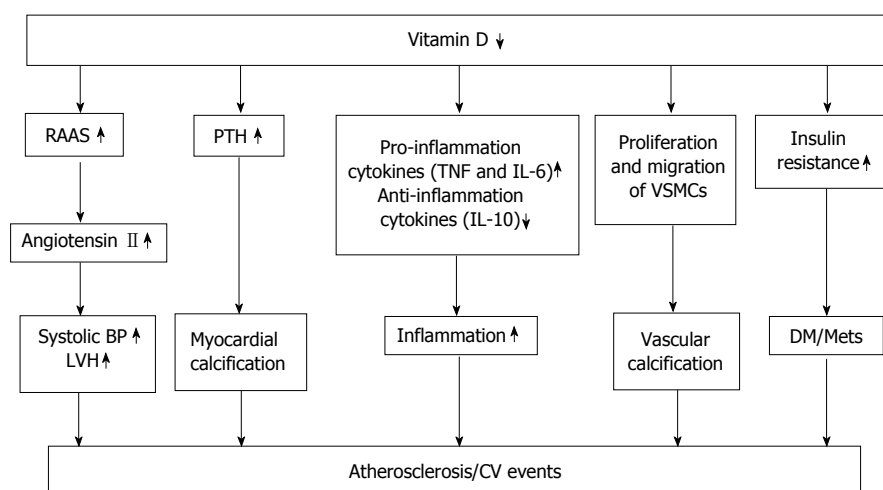 Vitamin D ↓
RAAS ↑
PTH ↑
Pro-inflammation
cytokines (TNF and IL-6)↑
Anti-inflammation
cytokines (IL-10)↓
Proliferation
and migration
of VSMCs
Insulin
resistance ↑
Angiotensin Ⅱ ↑
Systolic BP ↑
LVH ↑
Myocardial
calcification
Inflammation ↑
Vascular
calcification
DM/Mets
Atherosclerosis/CV events